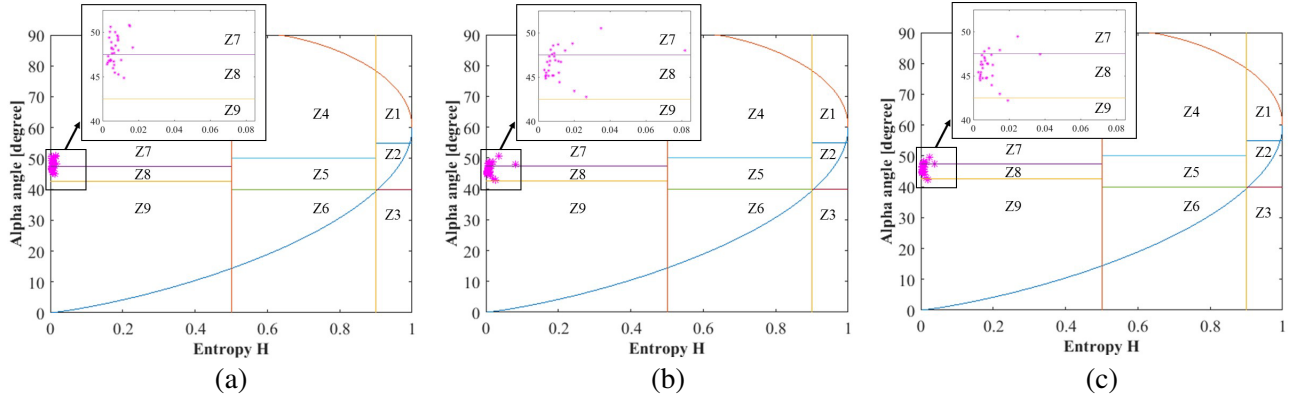 50
45
40
0 0.02 0.04 0.06 0.08
Z7
Z8
Z9
90
80
70
60
50
40
30
20
10
0
Alpha angle [degree]
Z4
Z1
Z7
Z2
Z8
Z5
Z9
Z6
Z3
0 0.2 0.4 0.6 0.8 1
Entropy H
(a)
50
45
40
0 0.02 0.04 0.06 0.08
Z7
Z8
Z9
90
80
70
60
50
40
30
20
10
0
Alpha angle [degree]
Z4
Z1
Z7
Z2
Z8
Z5
Z9
Z6
Z3
0 0.2 0.4 0.6 0.8 1
Entropy H
(b)
50
45
40
0 0.02 0.04 0.06 0.08
Z7
Z8
Z9
90
80
70
60
50
40
30
20
10
0
Alpha angle [degree]
Z4
Z1
Z7
Z2
Z8
Z5
Z9
Z6
Z3
0 0.2 0.4 0.6 0.8 1
Entropy H
(c)